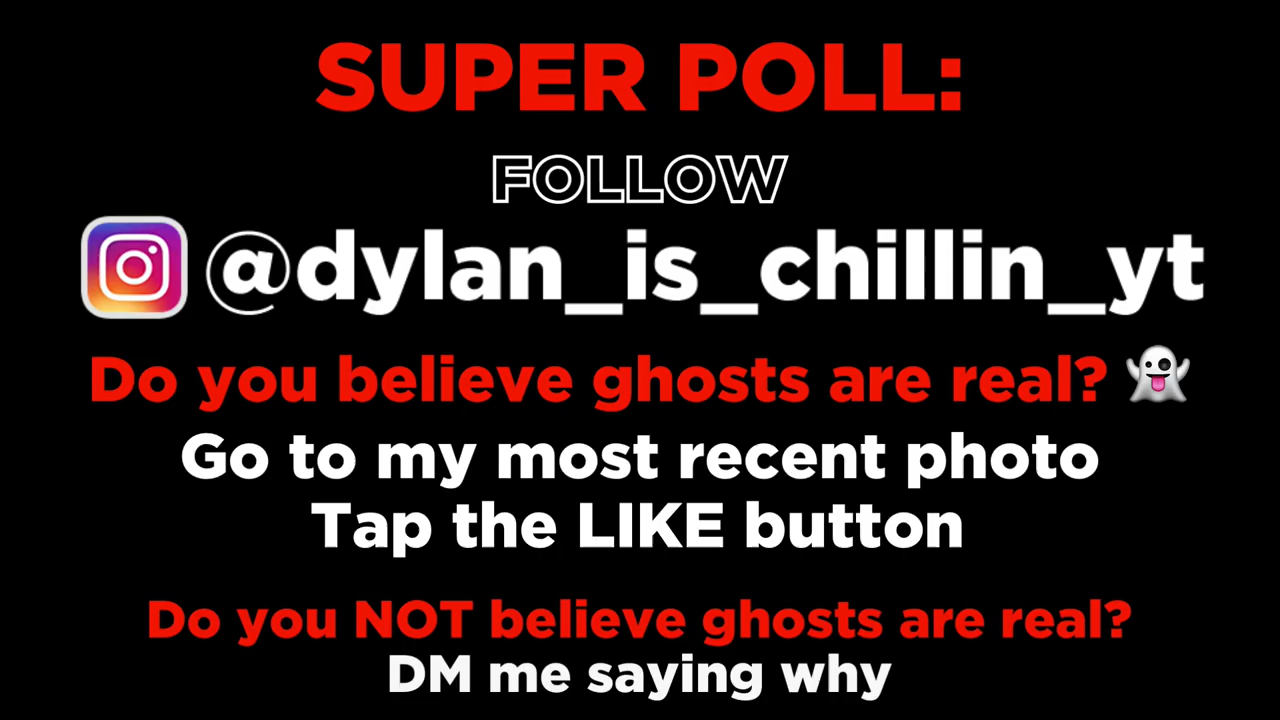 SUPER POLL:
FOLLOW
@dylan_is_chillin_yt
Do you believe ghosts are real? 👻
Go to my most recent photo
Tap the LIKE button
Do you NOT believe ghosts are real?
DM me saying why